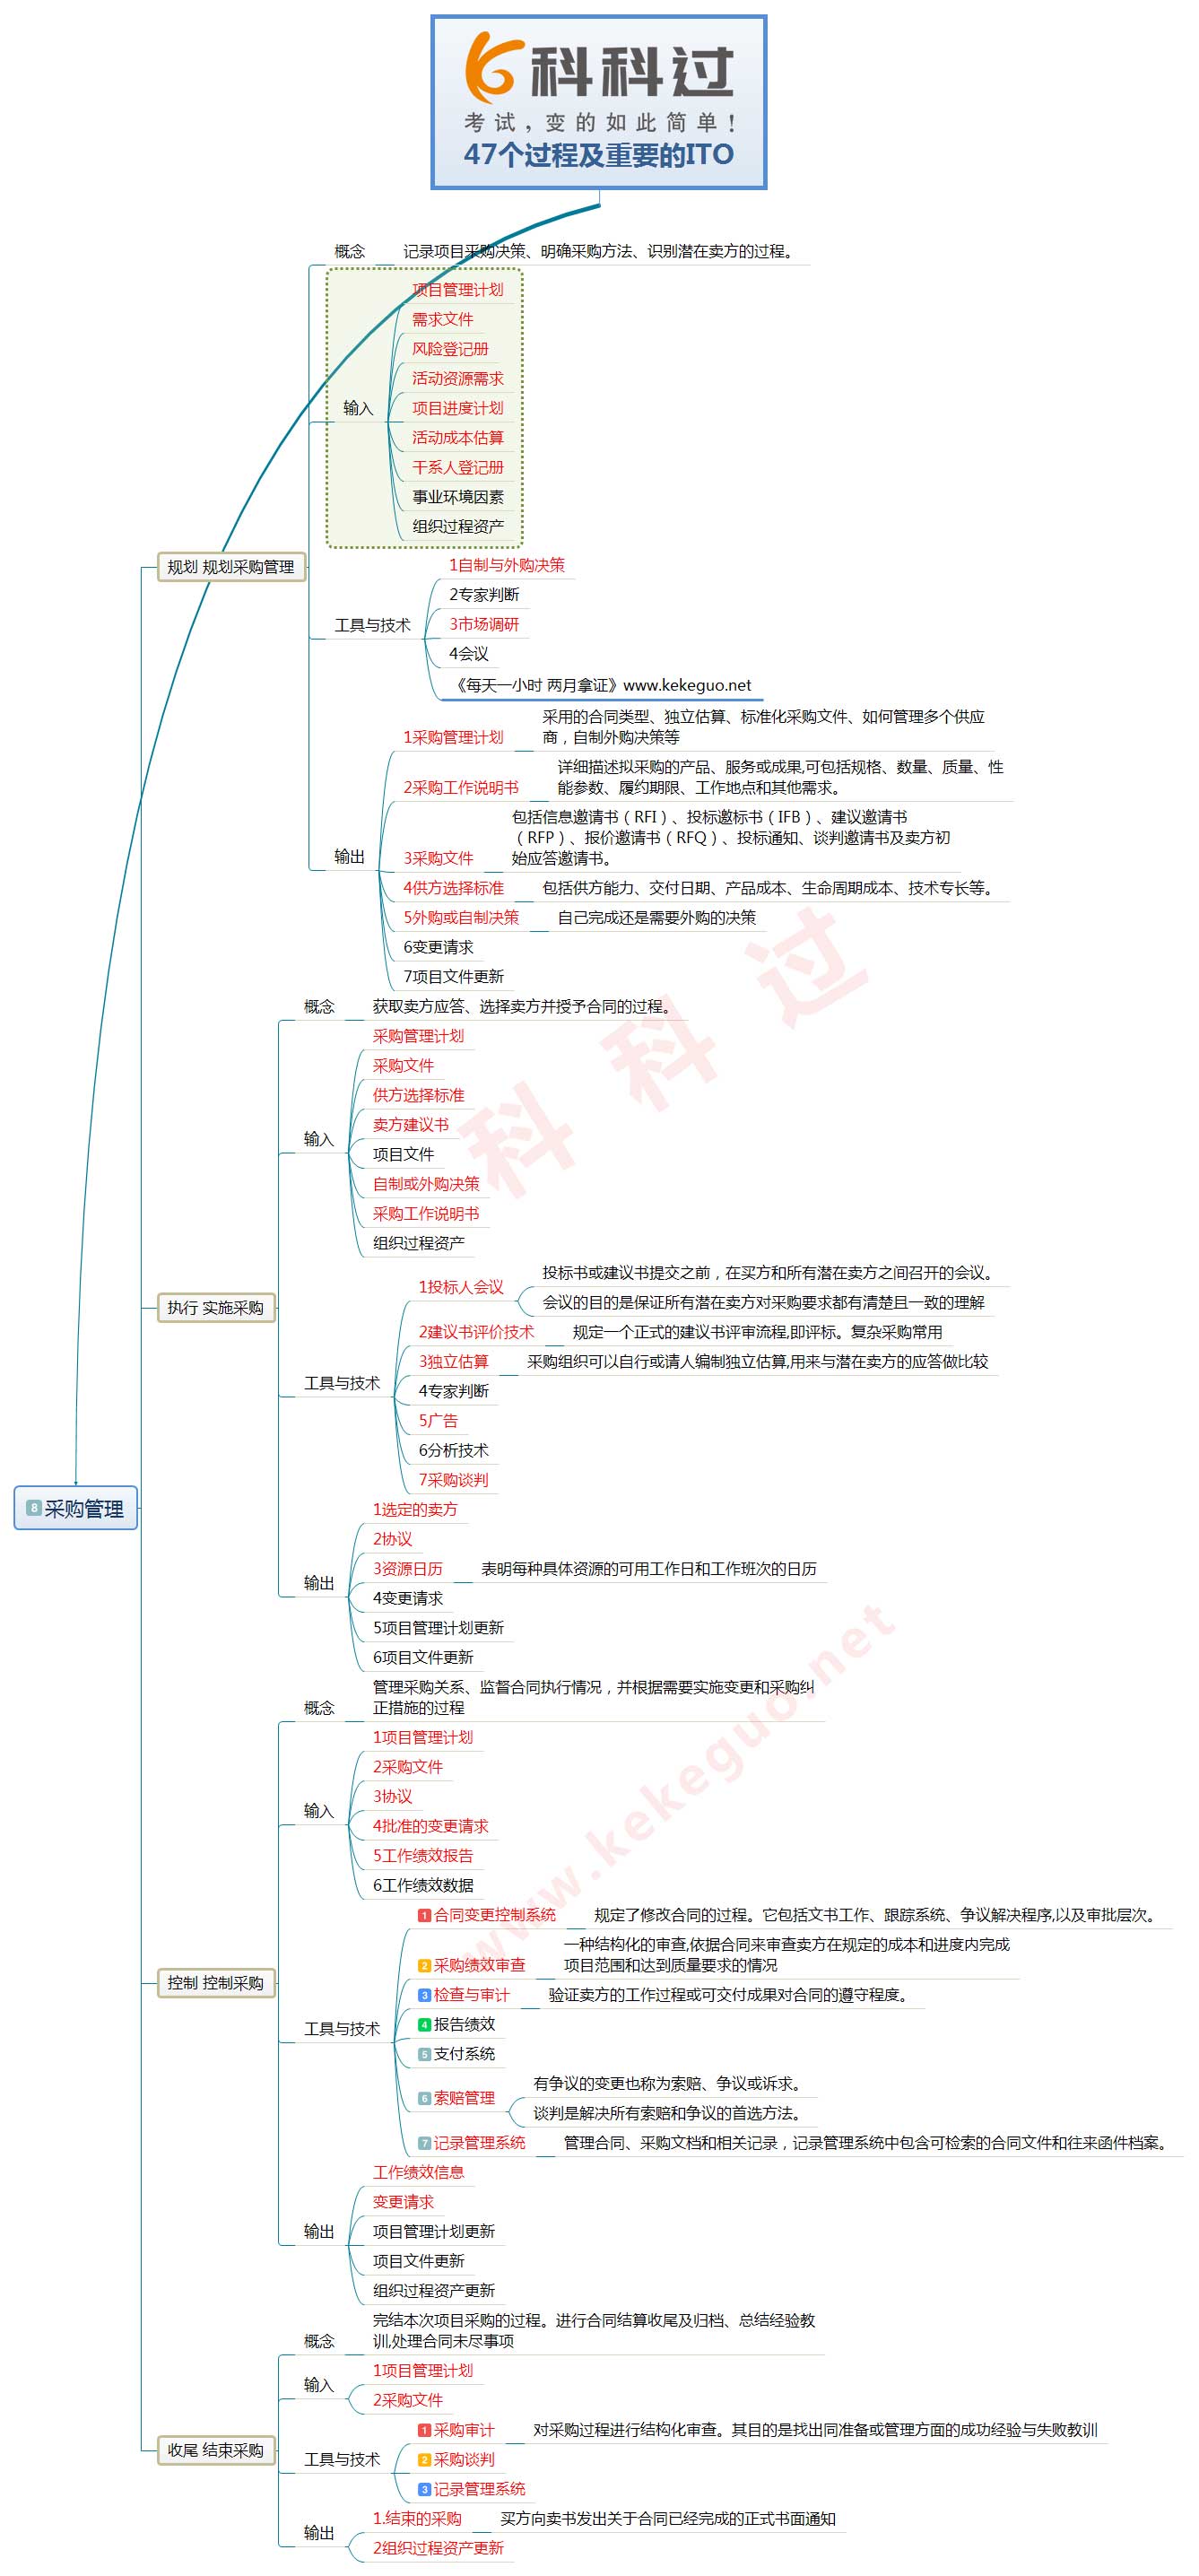 科科过
考试，变的如此简单！
47个过程及重要的ITO
8 采购管理
规划 规划采购管理
概念
记录项目采购决策、明确采购方法、识别潜在卖方的过程。
输入
项目管理计划
需求文件
风险登记册
活动资源需求
项目进度计划
活动成本估算
干系人登记册
事业环境因素
组织过程资产
工具与技术
1自制与外购决策
2专家判断
3市场调研
4会议
《每天一小时 两月拿证》www.kekeguo.net
输出
1采购管理计划
采用的合同类型、独立估算、标准化采购文件、如何管理多个供应
商，自制外购决策等
2采购工作说明书
详细描述拟采购的产品、服务或成果,可包括规格、数量、质量、性
能参数、履约期限、工作地点和其他需求。
3采购文件
包括信息邀请书（RFI）、投标邀标书（IFB）、建议邀请书
（RFP）、报价邀请书（RFQ）、投标通知、谈判邀请书及卖方初
始应答邀请书。
4供方选择标准
包括供方能力、交付日期、产品成本、生命周期成本、技术专长等。
5外购或自制决策
自己完成还是需要外购的决策
6变更请求
7项目文件更新
执行 实施采购
概念
获取卖方应答、选择卖方并授予合同的过程。
输入
采购管理计划
采购文件
供方选择标准
卖方建议书
项目文件
自制或外购决策
采购工作说明书
组织过程资产
工具与技术
1投标人会议
投标书或建议书提交之前，在买方和所有潜在卖方之间召开的会议。
会议的目的是保证所有潜在卖方对采购要求都有清楚且一致的理解
2建议书评价技术
规定一个正式的建议书评审流程,即评标。复杂采购常用
3独立估算
采购组织可以自行或请人编制独立估算,用来与潜在卖方的应答做比较
4专家判断
5广告
6分析技术
7采购谈判
输出
1选定的卖方
2协议
3资源日历
表明每种具体资源的可用工作日和工作班次的日历
4变更请求
5项目管理计划更新
6项目文件更新
控制 控制采购
概念
管理采购关系、监督合同执行情况，并根据需要实施变更和采购纠
正措施的过程
输入
1项目管理计划
2采购文件
3协议
4批准的变更请求
5工作绩效报告
6工作绩效数据
工具与技术
1 合同变更控制系统
规定了修改合同的过程。它包括文书工作、跟踪系统、争议解决程序,以及审批层次。
2 采购绩效审查
一种结构化的审查,依据合同来审查卖方在规定的成本和进度内完成
项目范围和达到质量要求的情况
3 检查与审计
验证卖方的工作过程或可交付成果对合同的遵守程度。
4 报告绩效
5 支付系统
6 索赔管理
有争议的变更也称为索赔、争议或诉求。
谈判是解决所有索赔和争议的首选方法。
7 记录管理系统
管理合同、采购文档和相关记录，记录管理系统中包含可检索的合同文件和往来函件档案。
输出
工作绩效信息
变更请求
项目管理计划更新
项目文件更新
组织过程资产更新
收尾 结束采购
概念
完结本次项目采购的过程。进行合同结算收尾及归档、总结经验教
训,处理合同未尽事项
输入
1项目管理计划
2采购文件
工具与技术
1 采购审计
对采购过程进行结构化审查。其目的是找出同准备或管理方面的成功经验与失败教训
2 采购谈判
3 记录管理系统
输出
1.结束的采购
买方向卖书发出关于合同已经完成的正式书面通知
2组织过程资产更新
科科过
www.kekeguo.net